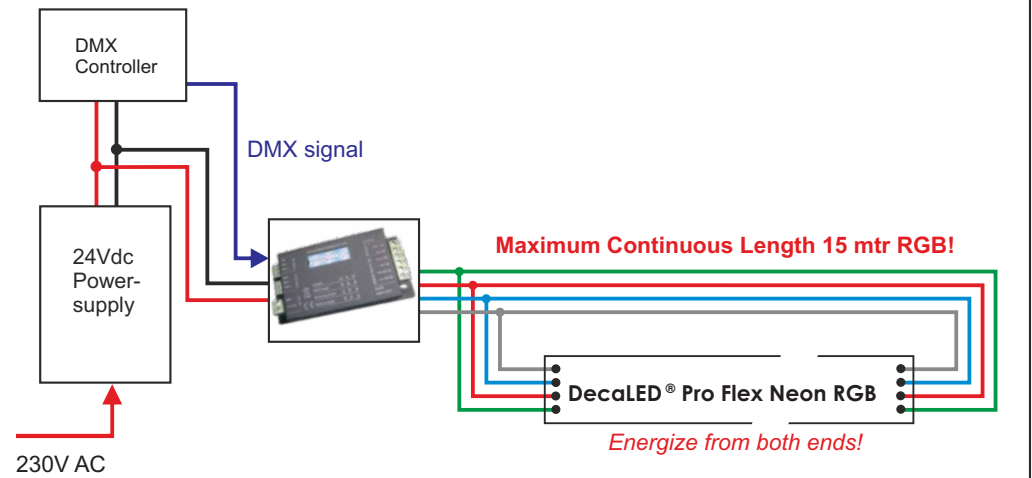 DMX
Controller
DMX signal
24Vdc
Power-
supply
Maximum Continuous Length 15 mtr RGB!
DecaLED® Pro Flex Neon RGB
Energize from both ends!
230V AC